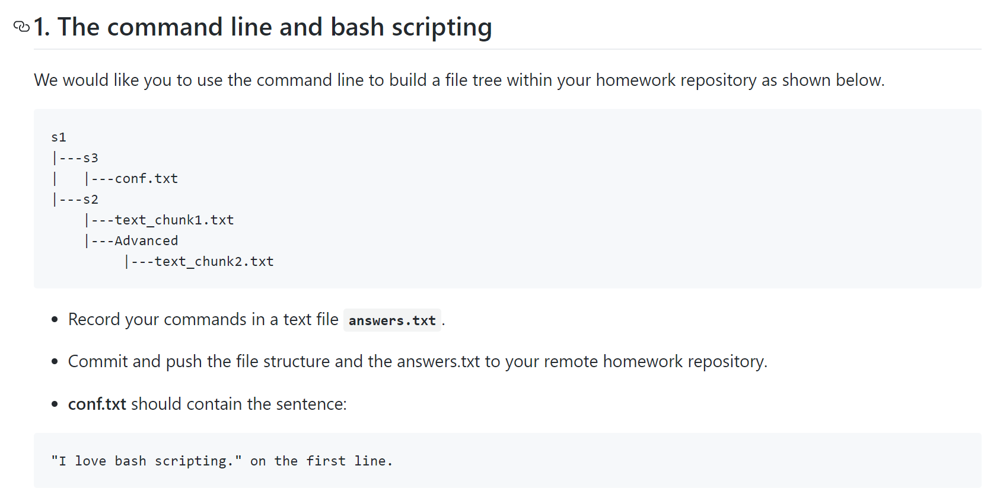 1. The command line and bash scripting
We would like you to use the command line to build a file tree within your homework repository as shown below.
s1
|---s3
|   |---conf.txt
|---s2
    |---text_chunk1.txt
    |---Advanced
         |---text_chunk2.txt
Record your commands in a text file answers.txt.
Commit and push the file structure and the answers.txt to your remote homework repository.
conf.txt should contain the sentence:
"I love bash scripting." on the first line.